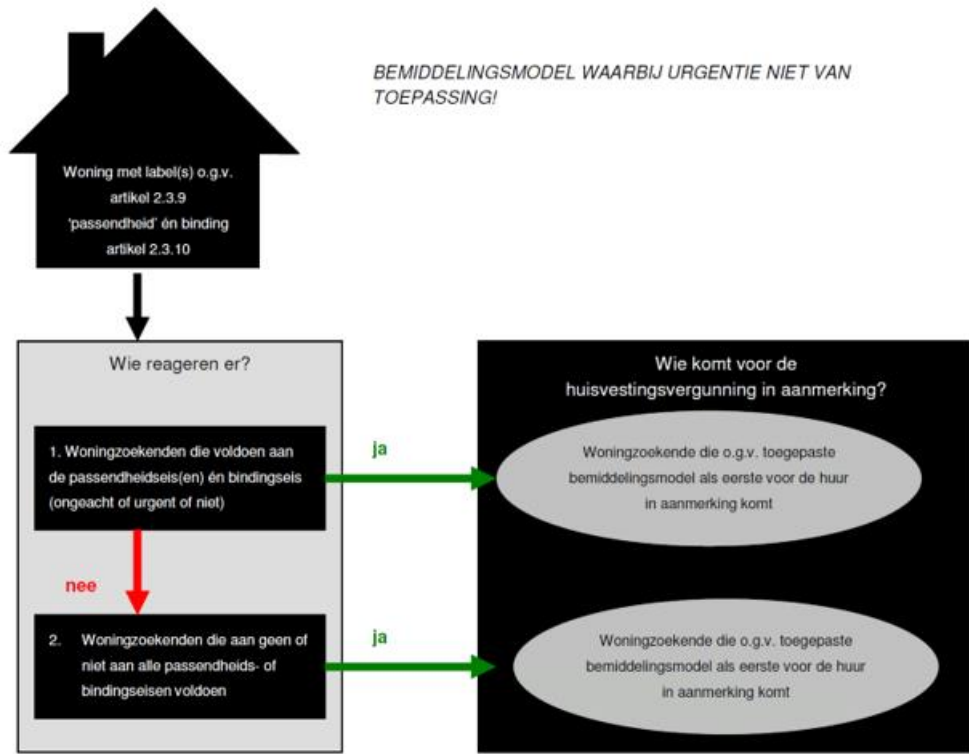 BEMIDDELINGSMODEL WAARBIJ URGENTIE NIET VAN
TOEPASSING!
Woning met label(s) o.g.v.
artikel 2.3.9
'passendheid' én binding
artikel 2.3.10
Wie reageren er?
1. Woningzoekenden die voldoen aan
de passendheidseis(en) én bindingseis
(ongeacht of urgent of niet)
ja
nee
2. Woningzoekenden die aan geen of
niet aan alle passendheids- of
bindingseisen voldoen
ja
Wie komt voor de
huisvestingsvergunning in aanmerking?
Woningzoekende die o.g.v. toegepaste
bemiddelingsmodel als eerste voor de huur
in aanmerking komt
Woningzoekende die o.g.v. toegepaste
bemiddelingsmodel als eerste voor de huur
in aanmerking komt